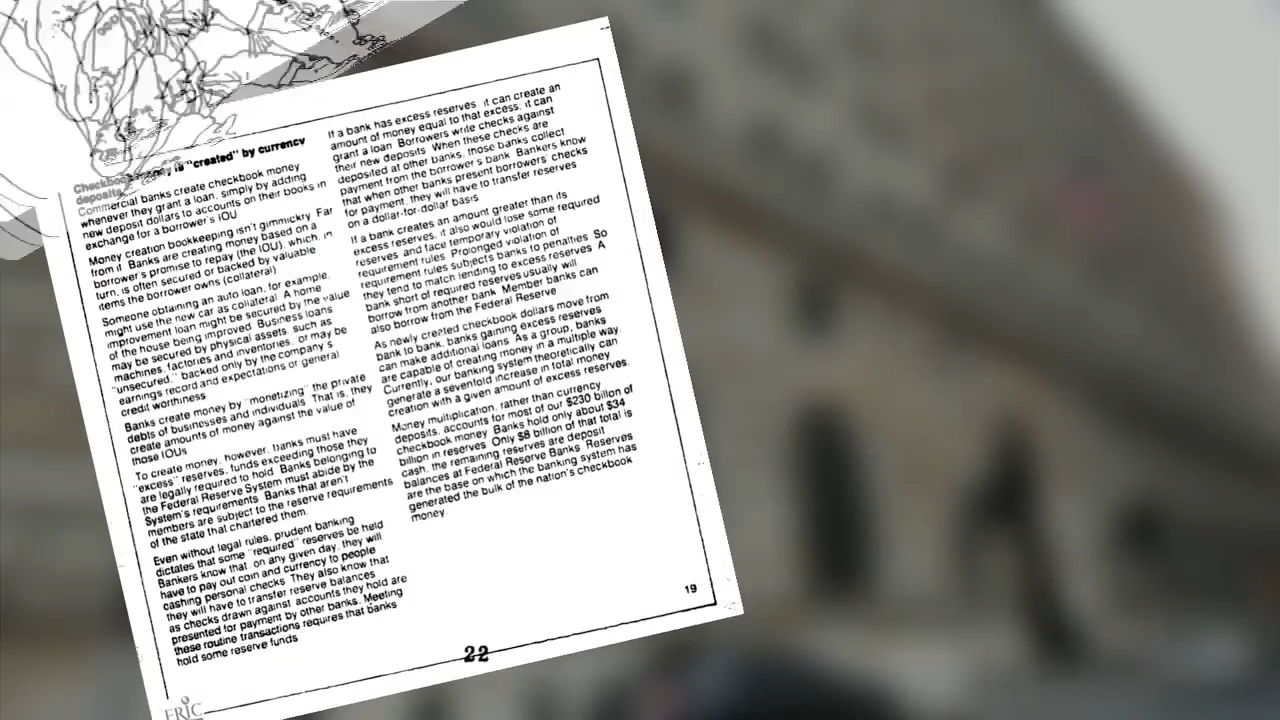 Checkbook money is "created" by currency
deposits
Commercial banks create checkbook money
whenever they grant a loan, simply by adding
new deposit dollars to accounts on their books in
exchange for a borrower's IOU
Money creation bookkeeping isn't gimmickry. Far
from it. Banks are creating money based on a
borrower's promise to repay (the IOU), which, in
turn, is often secured or backed by valuable
items the borrower owns (collateral)
Someone obtaining an auto loan, for example,
might use the new car as collateral. A home
improvement loan might be secured by the value
of the house being improved. Business loans
may be secured by physical assets, such as
machines, factories and inventories, or may be
"unsecured," backed only by the company's
earnings record and expectations or general
credit worthiness
Banks create money by "monetizing" the private
debts of businesses and individuals. That is, they
create amounts of money against the value of
those IOUs
To create money, however, banks must have
"excess" reserves, funds exceeding those they
are legally required to hold. Banks belonging to
the Federal Reserve System must abide by the
System's requirements. Banks that aren't
members are subject to the reserve requirements
of the state that chartered them.
Even without legal rules, prudent banking
dictates that some "required" reserves be held
Bankers know that, on any given day, they will
have to pay out coin and currency to people
cashing personal checks. They also know that
they will have to transfer reserve balances
as checks drawn against accounts they hold are
presented for payment by other banks. Meeting
these routine transactions requires that banks
hold some reserve funds
If a bank has excess reserves, it can create an
amount of money equal to that excess; it can
grant a loan. Borrowers write checks against
their new deposits. When these checks are
deposited at other banks, those banks collect
payment from the borrower's bank. Bankers know
that when other banks present borrowers' checks
for payment, they will have to transfer reserves
on a dollar-for-dollar basis
If a bank creates an amount greater than its
excess reserves, it also would lose some required
reserves and face temporary violation of
requirement rules. Prolonged violation of
requirement rules subjects banks to penalties. So
they tend to match lending to excess reserves. A
bank short of required reserves usually will
borrow from another bank. Member banks can
also borrow from the Federal Reserve
As newly created checkbook dollars move from
bank to bank, banks gaining excess reserves
can make additional loans. As a group, banks
are capable of creating money in a multiple way.
Currently, our banking system theoretically can
generate a sevenfold increase in total money
creation with a given amount of excess reserves.
Money multiplication, rather than currency
deposits, accounts for most of our $230 billon of
checkbook money. Banks hold only about $34
billion in reserves. Only $8 billion of that total is
cash, the remaining reserves are deposit
balances at Federal Reserve Banks. Reserves
are the base on which the banking system has
generated the bulk of the nation's checkbook
money.
19
22
ERIC